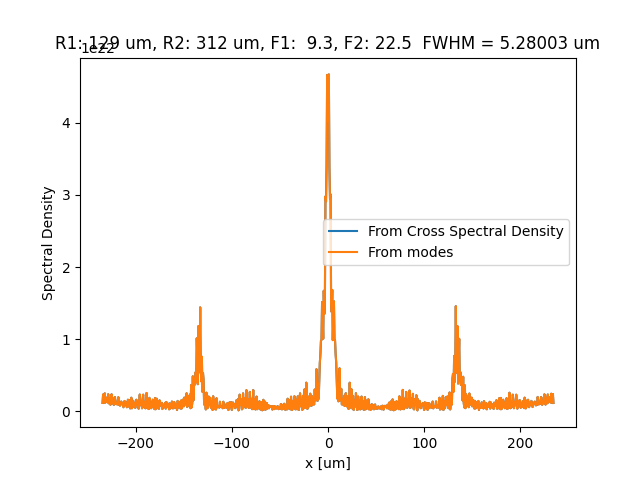 R1: 129 um, R2: 312 um, F1:  9.3, F2: 22.5  FWHM = 5.28003 um
1e22
4
3
2
1
0
Spectral Density
From Cross Spectral Density
From modes
−200
−100
0
100
200
x [um]